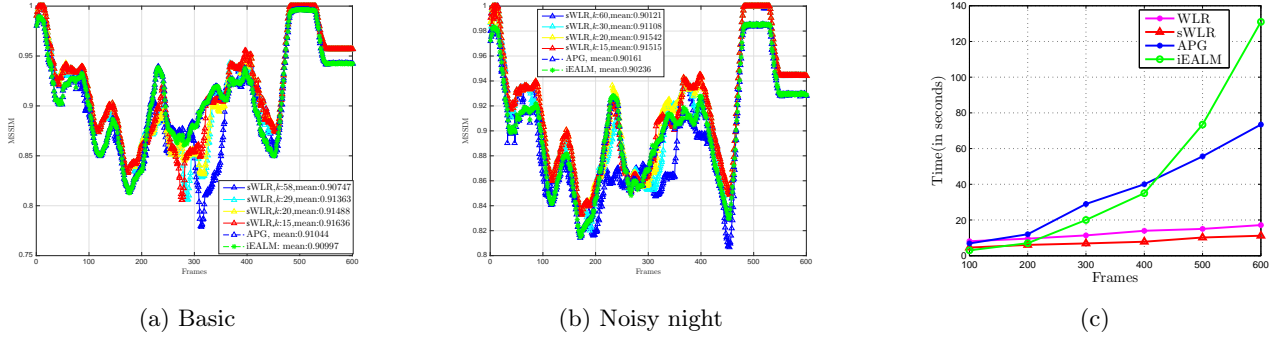 MSSIM
1
0.95
0.9
0.85
0.8
0.75
0 100 200 300 400 500 600
Frames
sWLR,k:58,mean:0.90747
sWLR,k:29,mean:0.91363
sWLR,k:20,mean:0.91488
sWLR,k:15,mean:0.91636
APG, mean:0.91044
iEALM: mean:0.90997
(a) Basic
MSSIM
1
0.98
0.96
0.94
0.92
0.9
0.88
0.86
0.84
0.82
0.8
0 100 200 300 400 500 600
Frames
sWLR,k:60,mean:0.90121
sWLR,k:30,mean:0.91108
sWLR,k:20,mean:0.91542
sWLR,k:15,mean:0.91515
APG, mean:0.90161
iEALM, mean:0.90236
(b) Noisy night
Time(in seconds)
140
120
100
80
60
40
20
0
100 200 300 400 500 600
Frames
WLR
sWLR
APG
iEALM
(c)